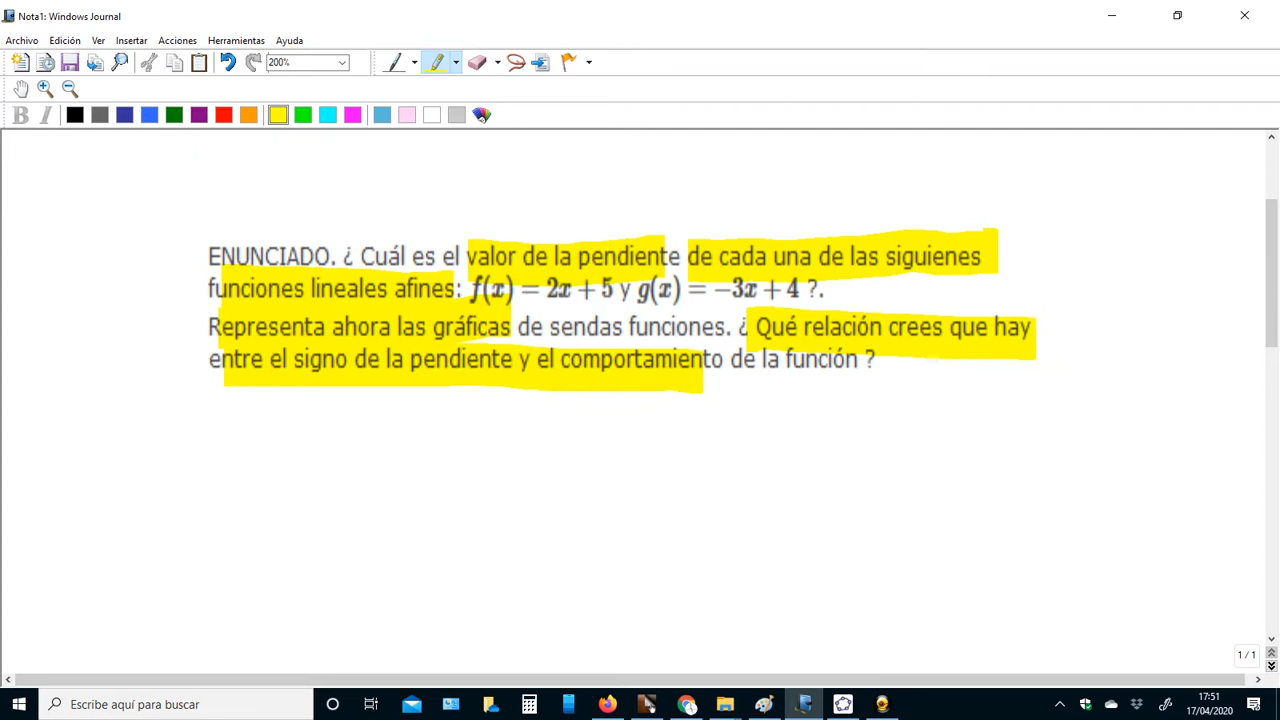 Nota1: Windows Journal
Archivo Edición Ver Insertar Acciones Herramientas Ayuda
200%
B I
ENUNCIADO. ¿ Cuál es el valor de la pendiente de cada una de las siguienes
funciones lineales afines: f(x) = 2x + 5 y g(x) = −3x + 4 ?.
Representa ahora las gráficas de sendas funciones. ¿ Qué relación crees que hay
entre el signo de la pendiente y el comportamiento de la función ?
1 / 1
Escribe aquí para buscar
17:51
17/04/2020